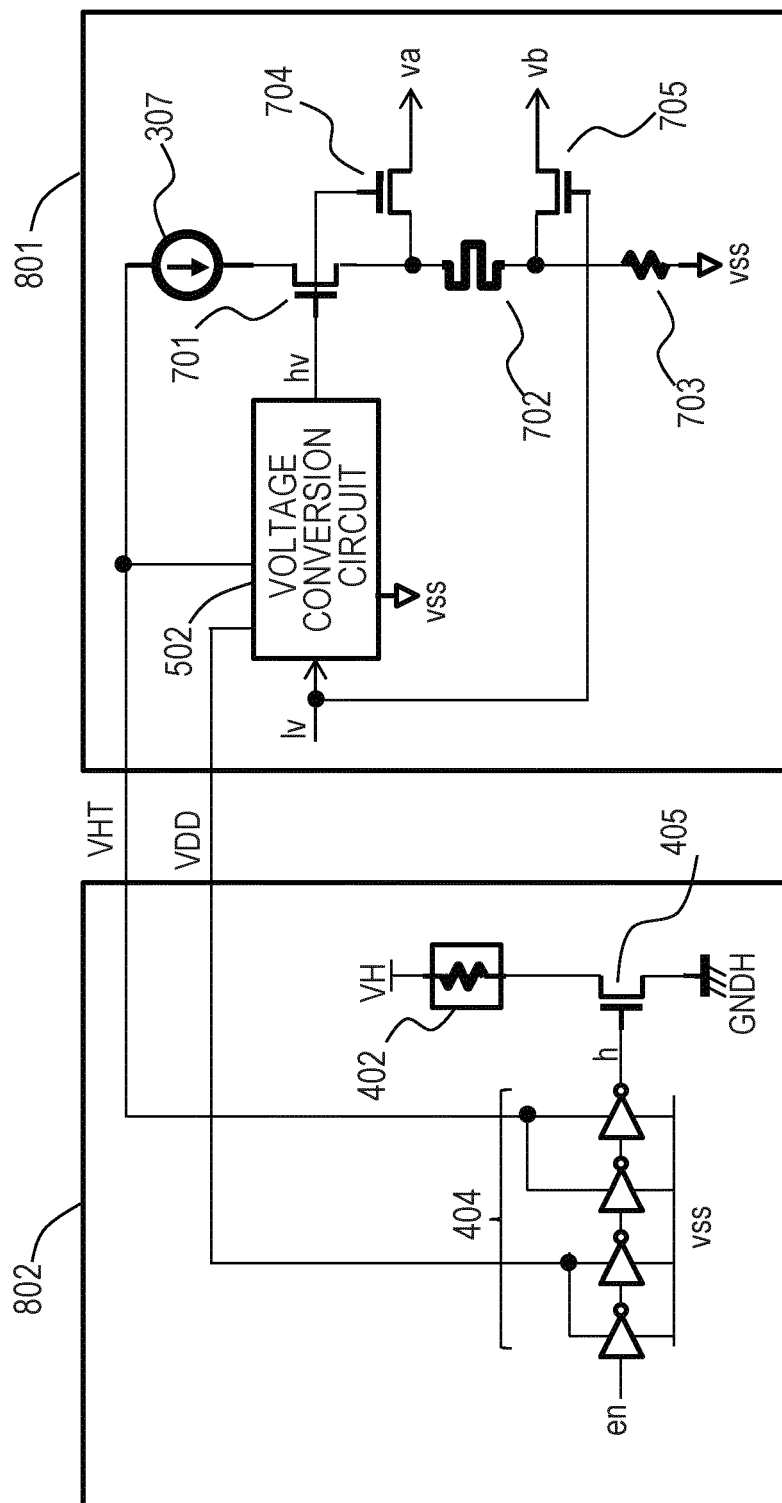 802
801
VHT
VDD
404
en
vss
h
402
VH
405
GNDH
502
VOLTAGE
CONVERSION
CIRCUIT
vss
lv
hv
701
307
704
va
vb
705
702
703
vss